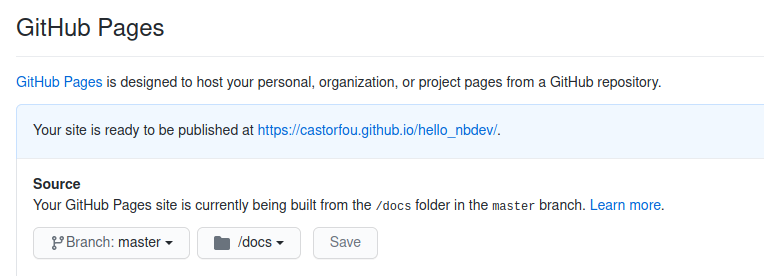 GitHub Pages
GitHub Pages is designed to host your personal, organization, or project pages from a GitHub repository.
Your site is ready to be published at https://castorfou.github.io/hello_nbdev/.
Source
Your GitHub Pages site is currently being built from the /docs folder in the master branch. Learn more.
Branch: master /docs Save